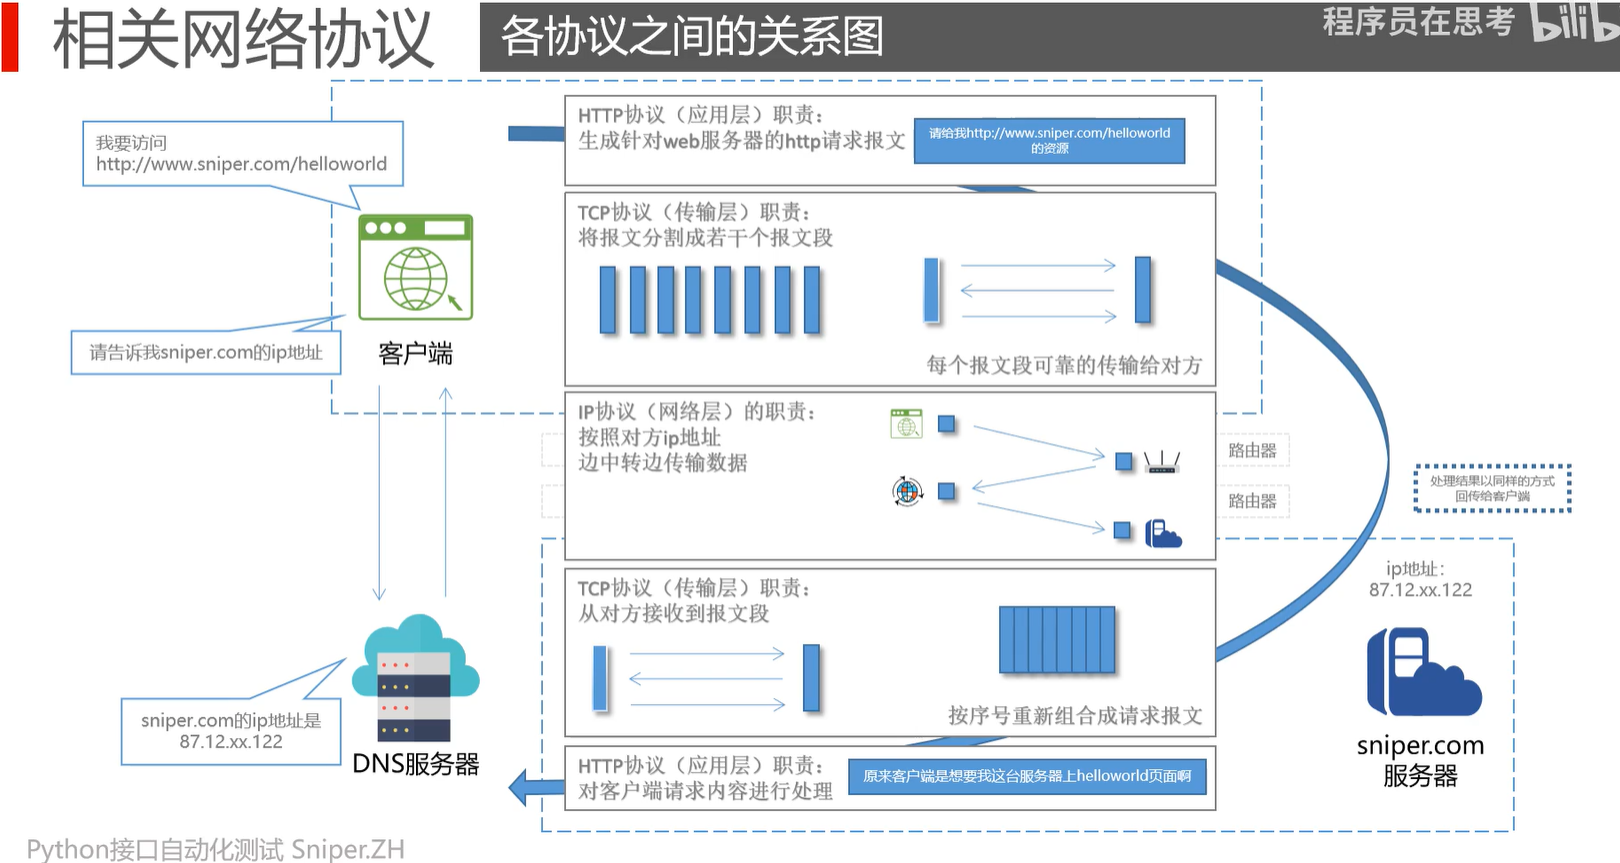 相关网络协议
各协议之间的关系图
程序员在思考
bilib
我要访问
http://www.sniper.com/helloworld
客户端
请告诉我sniper.com的ip地址
sniper.com的ip地址是
87.12.xx.122
DNS服务器
HTTP协议（应用层）职责：
生成针对web服务器的http请求报文
请给我http://www.sniper.com/helloworld
的资源
TCP协议（传输层）职责：
将报文分割成若干个报文段
每个报文段可靠的传输给对方
IP协议（网络层）的职责：
按照对方ip地址
边中转边传输数据
路由器
路由器
处理结果以同样的方式
回传给客户端
TCP协议（传输层）职责：
从对方接收到报文段
按序号重新组合成请求报文
HTTP协议（应用层）职责：
对客户端请求内容进行处理
原来客户端是想要我这台服务器上helloworld页面啊
ip地址：
87.12.xx.122
sniper.com
服务器
Python接口自动化测试 Sniper.ZH